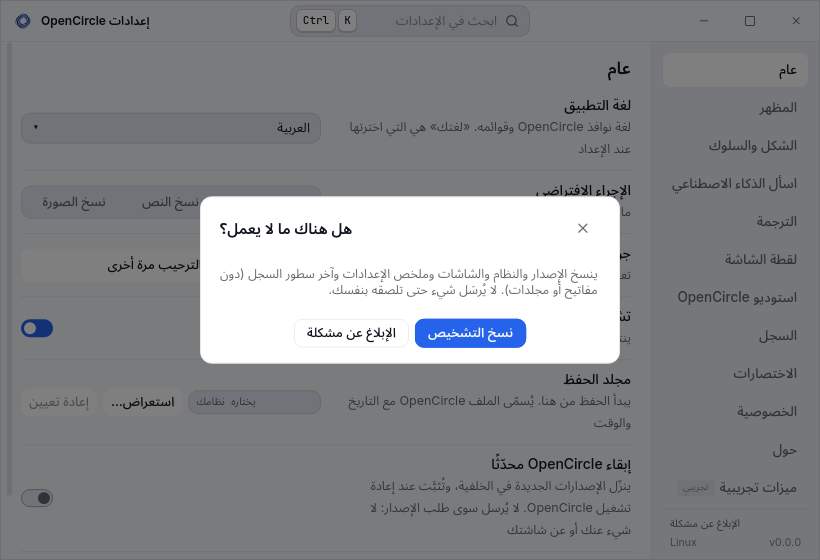 إعدادات OpenCircle
ابحث في الإعدادات
Ctrl K
عام
المظهر
الشكل والسلوك
اسأل الذكاء الاصطناعي
الترجمة
لقطة الشاشة
استوديو OpenCircle
السجل
الاختصارات
الخصوصية
حول
ميزات تجريبية تجريبي
الإبلاغ عن مشكلة
v0.0.0 Linux
عام
لغة التطبيق
لغة نوافذ OpenCircle وقوائمه. «لغتك» هي التي اخترتها
عند الإعداد
العربية
الإجراء الافتراضي
نسخ النص
نسخ الصورة
الترحيب مرة أخرى
هل هناك ما لا يعمل؟
ينسخ الإصدار والنظام والشاشات وملخص الإعدادات وآخر سطور السجل (دون
مفاتيح أو مجلدات). لا يُرسَل شيء حتى تلصقه بنفسك.
نسخ التشخيص
الإبلاغ عن مشكلة
مجلد الحفظ
يبدأ الحفظ من هنا. يُسمّى الملف OpenCircle مع التاريخ
والوقت
يختاره نظامك
استعراض...
إعادة تعيين
إبقاء OpenCircle محدّثًا
ينزّل الإصدارات الجديدة في الخلفية، وتُثبَّت عند إعادة
تشغيل OpenCircle. لا يُرسل سوى طلب الإصدار: لا
شيء عنك أو عن شاشتك